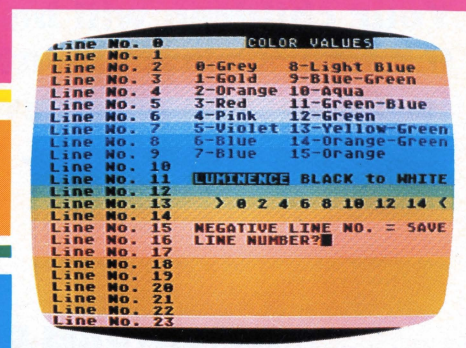 Line No. 0 COLOR VALUES
Line No. 1
Line No. 2 0-Grey 8-Light Blue
Line No. 3 1-Gold 9-Blue-Green
Line No. 4 2-Orange 10-Aqua
Line No. 5 3-Red 11-Green-Blue
Line No. 6 4-Pink 12-Green
Line No. 7 5-Violet 13-Yellow-Green
Line No. 8 6-Blue 14-Orange-Green
Line No. 9 7-Blue 15-Orange
Line No. 10
Line No. 11 LUMINENCE BLACK to WHITE
Line No. 12
Line No. 13 > 0 2 4 6 8 10 12 14 <
Line No. 14
Line No. 15 NEGATIVE LINE NO. = SAVE
Line No. 16 LINE NUMBER?
Line No. 17
Line No. 18
Line No. 19
Line No. 20
Line No. 21
Line No. 22
Line No. 23